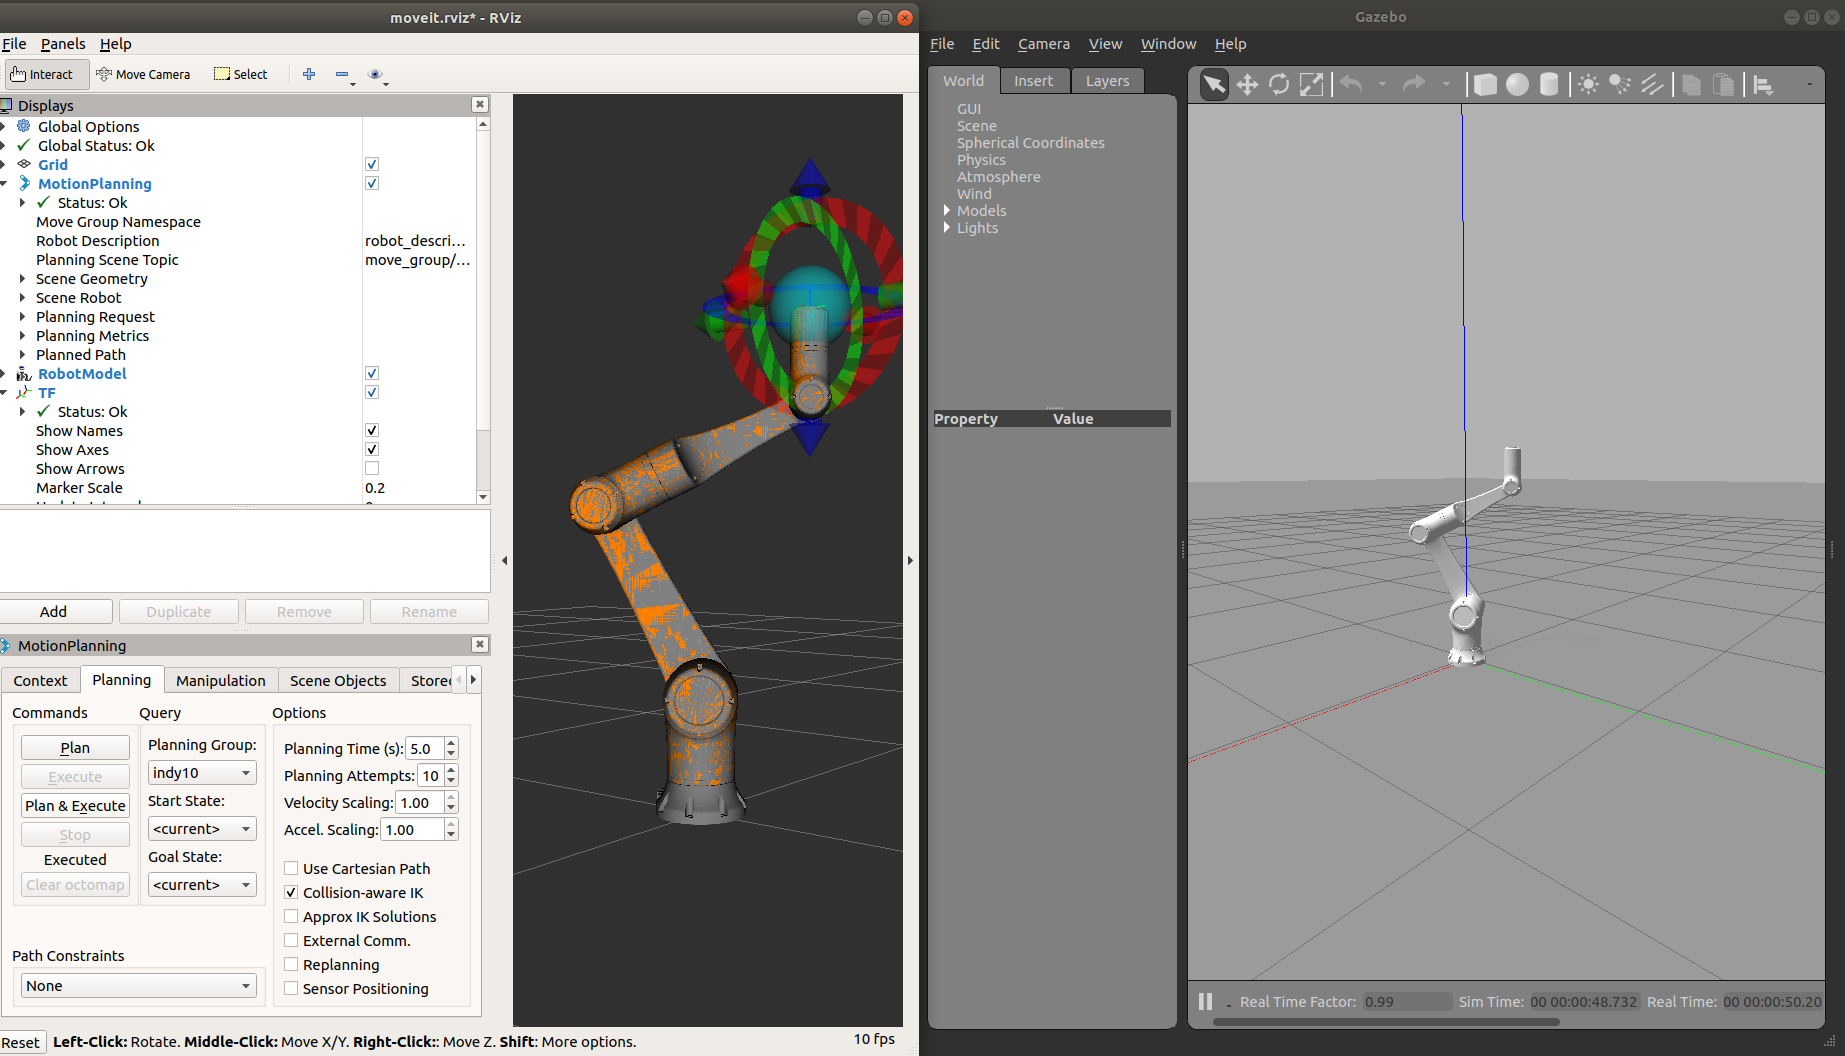 moveit.rviz* - RViz
File Panels Help
Interact Move Camera Select
Displays
Global Options
Global Status: Ok
Grid
MotionPlanning
Status: Ok
Move Group Namespace
Robot Description robot_descri...
Planning Scene Topic move_group/...
Scene Geometry
Scene Robot
Planning Request
Planning Metrics
Planned Path
RobotModel
TF
Status: Ok
Show Names
Show Axes
Show Arrows
Marker Scale 0.2
Add Duplicate Remove Rename
MotionPlanning
Context Planning Manipulation Scene Objects Stored
Commands Query Options
Plan
Execute
Plan & Execute
Stop
Executed
Clear octomap
Planning Group:
indy10
Start State:
<current>
Goal State:
<current>
Planning Time (s): 5.0
Planning Attempts: 10
Velocity Scaling: 1.00
Accel. Scaling: 1.00
Use Cartesian Path
Collision-aware IK
Approx IK Solutions
External Comm.
Replanning
Sensor Positioning
Path Constraints
None
Reset Left-Click: Rotate. Middle-Click: Move X/Y. Right-Click:: Move Z. Shift: More options. 10 fps
Gazebo
File Edit Camera View Window Help
World Insert Layers
GUI
Scene
Spherical Coordinates
Physics
Atmosphere
Wind
Models
Lights
Property Value
Real Time Factor: 0.99 Sim Time: 00 00:00:48.732 Real Time: 00 00:00:50.20